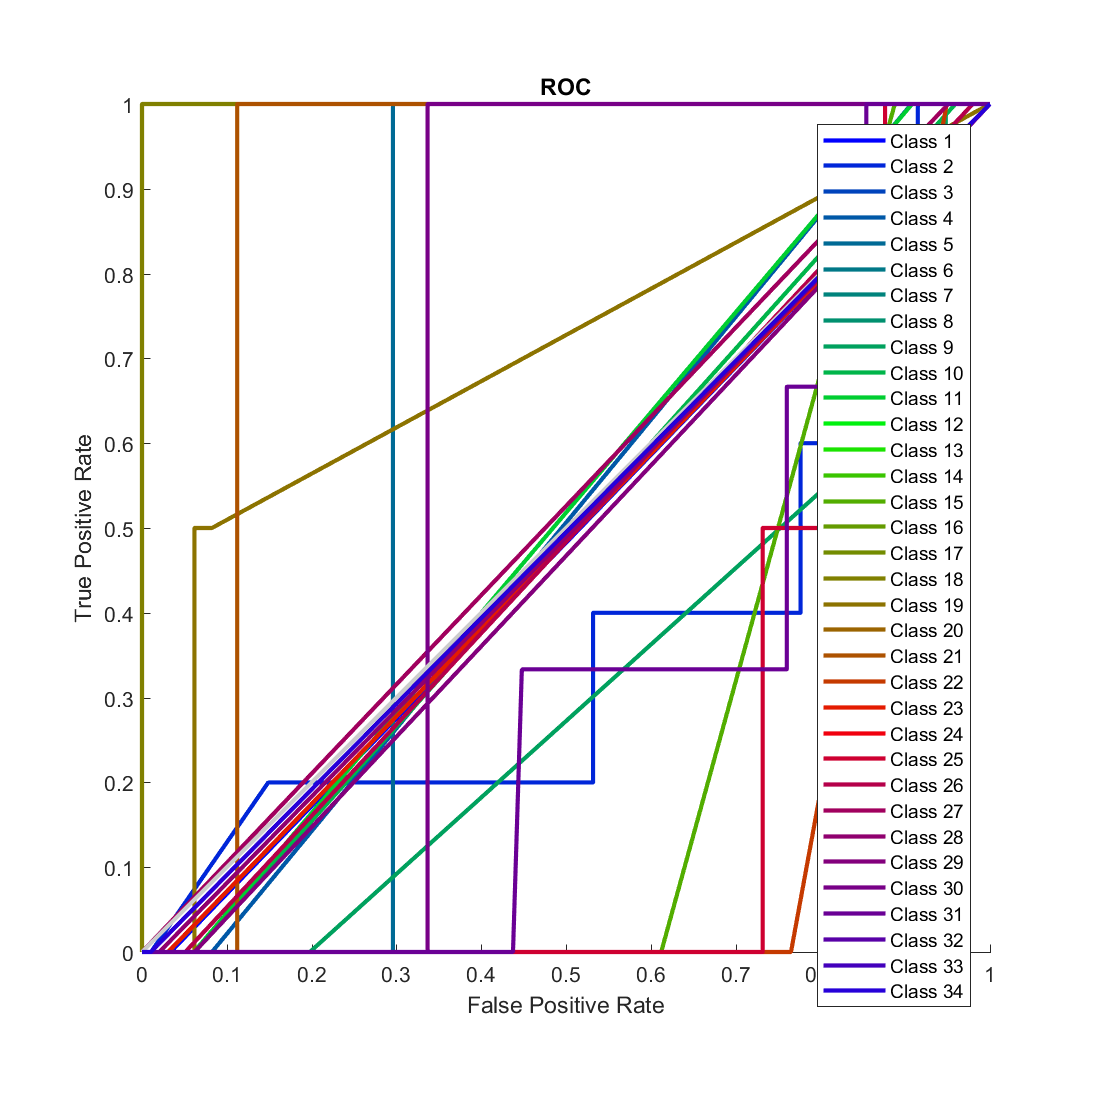 ROC
True Positive Rate
1
0.9
0.8
0.7
0.6
0.5
0.4
0.3
0.2
0.1
0
0 0.1 0.2 0.3 0.4 0.5 0.6 0.7 0 1
False Positive Rate
Class 1
Class 2
Class 3
Class 4
Class 5
Class 6
Class 7
Class 8
Class 9
Class 10
Class 11
Class 12
Class 13
Class 14
Class 15
Class 16
Class 17
Class 18
Class 19
Class 20
Class 21
Class 22
Class 23
Class 24
Class 25
Class 26
Class 27
Class 28
Class 29
Class 30
Class 31
Class 32
Class 33
Class 34